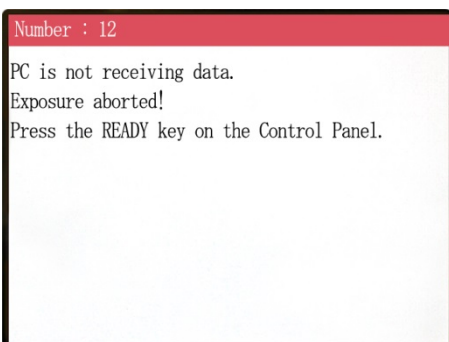 Number : 12
PC is not receiving data.
Exposure aborted!
Press the READY key on the Control Panel.